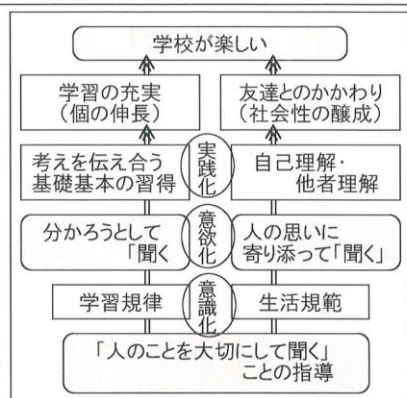 学校が楽しい
学習の充実
（個の伸長）
友達とのかかわり
（社会性の醸成）
考えを伝え合う
基礎基本の習得
実践化
自己理解・
他者理解
分かろうとして
「聞く
意欲化
人の思いに
寄り添って「聞く」
学習規律
意識化
生活規範
「人のことを大切にして聞く」
ことの指導